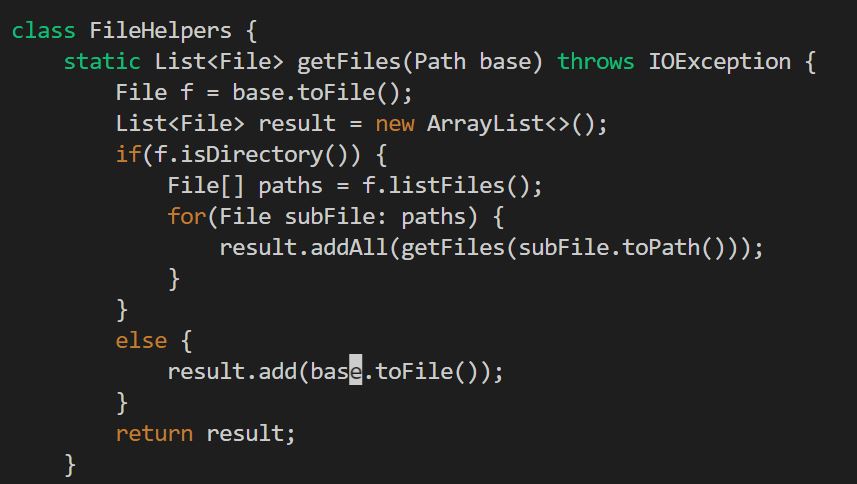 class FileHelpers {
    static List<File> getFiles(Path base) throws IOException {
        File f = base.toFile();
        List<File> result = new ArrayList<>();
        if(f.isDirectory()) {
            File[] paths = f.listFiles();
            for(File subFile: paths) {
                result.addAll(getFiles(subFile.toPath()));
            }
        }
        else {
            result.add(base.toFile());
        }
        return result;
    }